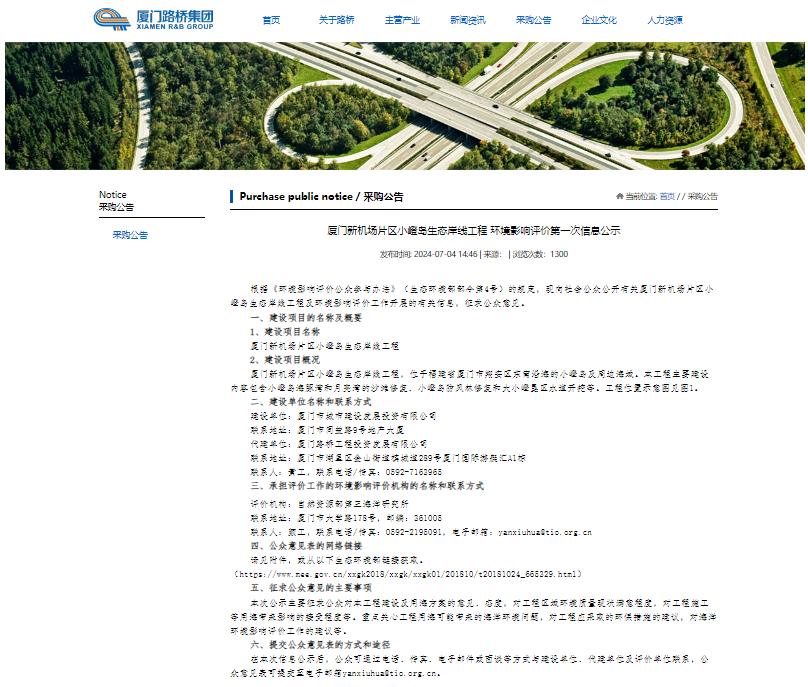 厦门路桥集团
XIAMEN R&B GROUP
首页 关于路桥 主营产业 新闻资讯 采购公告 企业文化 人力资源
Notice
采购公告
采购公告
Purchase public notice / 采购公告
当前位置: 首页 / / 采购公告
厦门新机场片区小嶝岛生态岸线工程 环境影响评价第一次信息公示
发布时间: 2024-07-04 14:46 | 来源: | 浏览次数: 1300
根据《环境影响评价公众参与办法》（生态环境部部令第4号）的规定，现向社会公众公开有关厦门新机场片区小
嶝岛生态岸线工程及环境影响评价工作开展的有关信息，征求公众意见。
一、建设项目的名称及概要
1、建设项目名称
厦门新机场片区小嶝岛生态岸线工程
2、建设项目概况
厦门新机场片区小嶝岛生态岸线工程，位于福建省厦门市翔安区东南沿海的小嶝岛及周边海域。本工程主要建设
内容包含小嶝岛海豚湾和月亮湾的沙滩修复、小嶝岛防风林修复和大小嶝垦区水道开挖等。工程位置示意图见图1。
二、建设单位名称和联系方式
建设单位：厦门市城市建设发展投资有限公司
联系地址：厦门市同益路9号地产大厦
代建单位：厦门路桥工程投资发展有限公司
联系地址：厦门市湖里区金山街道槟城道289号厦门国际游艇汇A1栋
联系人：黄工，联系电话/传真：0592-7163965
三、承担评价工作的环境影响评价机构的名称和联系方式
评价机构：自然资源部第三海洋研究所
联系地址：厦门市大学路178号，邮编：361005
联系人：颜工，联系电话/传真：0592-2195091，电子邮箱：yanxiuhua@tio.org.cn
四、公众意见表的网络链接
请见附件，或从以下生态环境部链接获取。
（https://www.mee.gov.cn/xxgk2018/xxgk/xxgk01/201810/t20181024_665329.html）
五、征求公众意见的主要事项
本次公示主要征求公众对本工程建设及用海方案的意见、态度，对工程区域环境质量现状满意程度，对工程施工
等用海带来影响的接受程度等。重点关心工程用海可能带来的海洋环境问题，对工程应采取的环保措施的建议，对海洋
环境影响评价工作的建议等。
六、提交公众意见表的方式和途径
在本次信息公示后，公众可通过电话、传真、电子邮件或面谈等方式与建设单位、代建单位及评价单位联系，公
众意见表可提交至电子邮箱yanxiuhua@tio.org.cn。